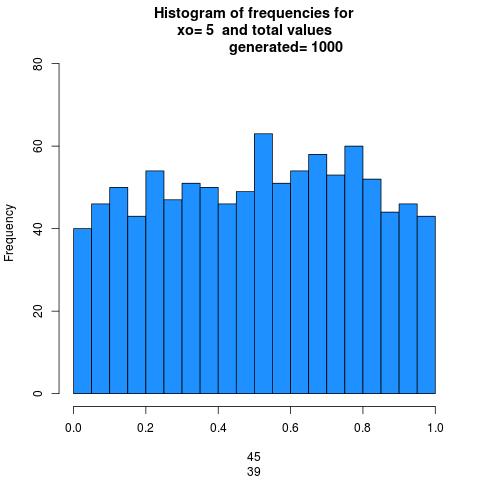 Histogram of frequencies for
xo= 5 and total values
generated= 1000
Frequency
80
60
40
20
0
0.0 0.2 0.4 0.6 0.8 1.0
45
39